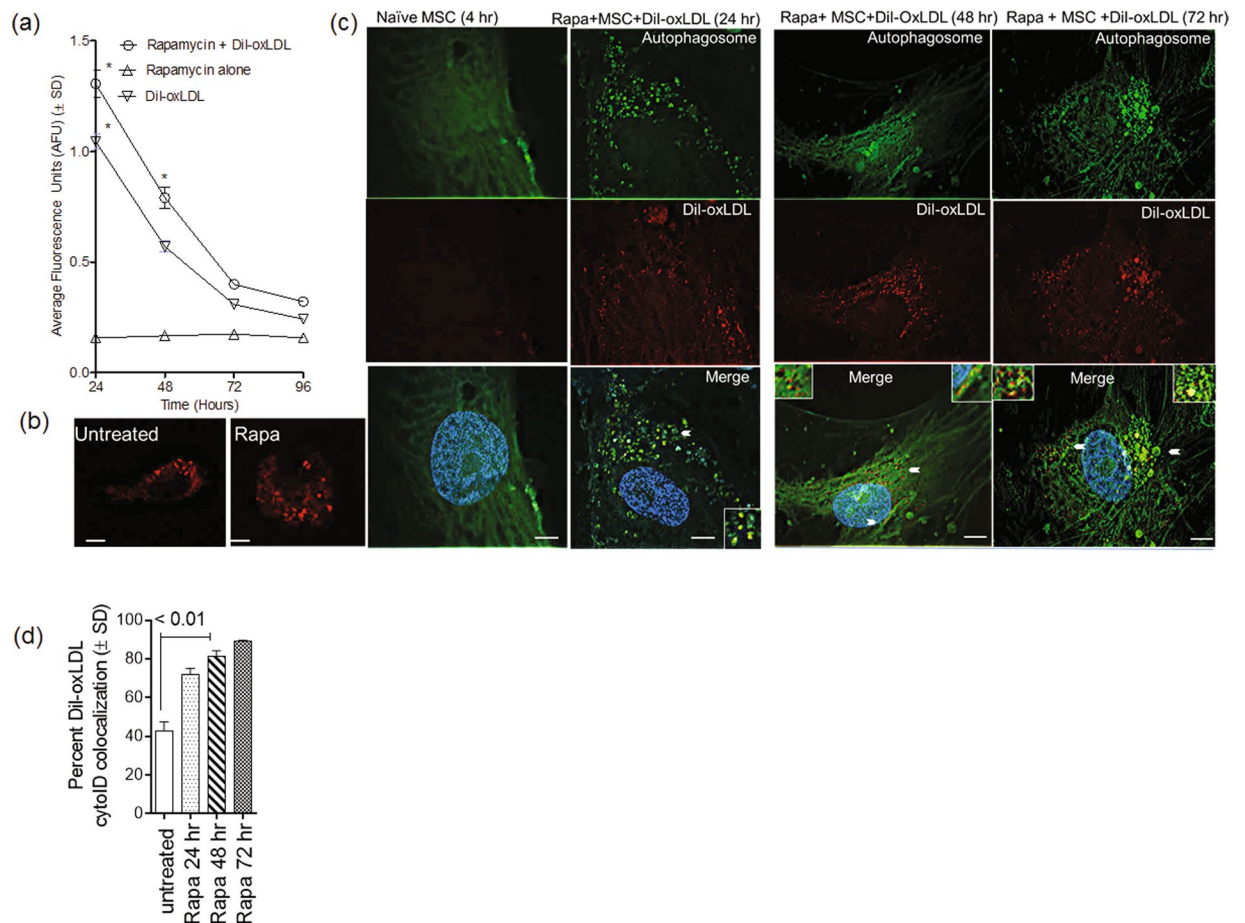 (a)
1.5
1.0
0.5
0.0
24
48
72
96
Average Fluorescence Units (AFU) (± SD)
Time (Hours)
Rapamycin + Dil-oxLDL
Rapamycin alone
Dil-oxLDL
*
*
*
(b)
Untreated
Rapa
(c)
Naïve MSC (4 hr)
Rapa+MSC+Dil-oxLDL (24 hr)
Rapa+ MSC+Dil-OxLDL (48 hr)
Rapa + MSC +Dil-oxLDL (72 hr)
Autophagosome
Autophagosome
Autophagosome
Dil-oxLDL
Dil-oxLDL
Dil-oxLDL
Merge
Merge
Merge
(d)
Percent Dil-oxLDL
cytoID colocalization (± SD)
100
80
60
40
20
0
< 0.01
untreated
Rapa 24 hr
Rapa 48 hr
Rapa 72 hr